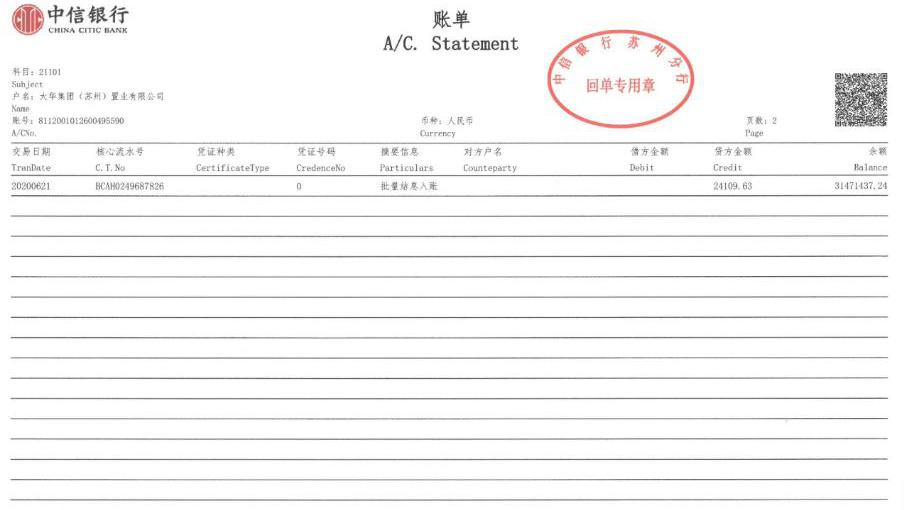 中信银行
CHINA CITIC BANK
账单
A/C. Statement
中信银行苏州分行
回单专用章
科目：21101
Subject
户名：大华集团（苏州）置业有限公司
Name
账号：8112001012600495590 币种：人民币 页数：2
A/CNo. Currency Page
交易日期 核心流水号 凭证种类 凭证号码 摘要信息 对方户名 借方金额 贷方金额 余额
TranDate C.T.No CertificateType CredenceNo Particulars Counteparty Debit Credit Balance
20200621 BCAH0249687826 0 批量结息入账 24109.63 31471437.24